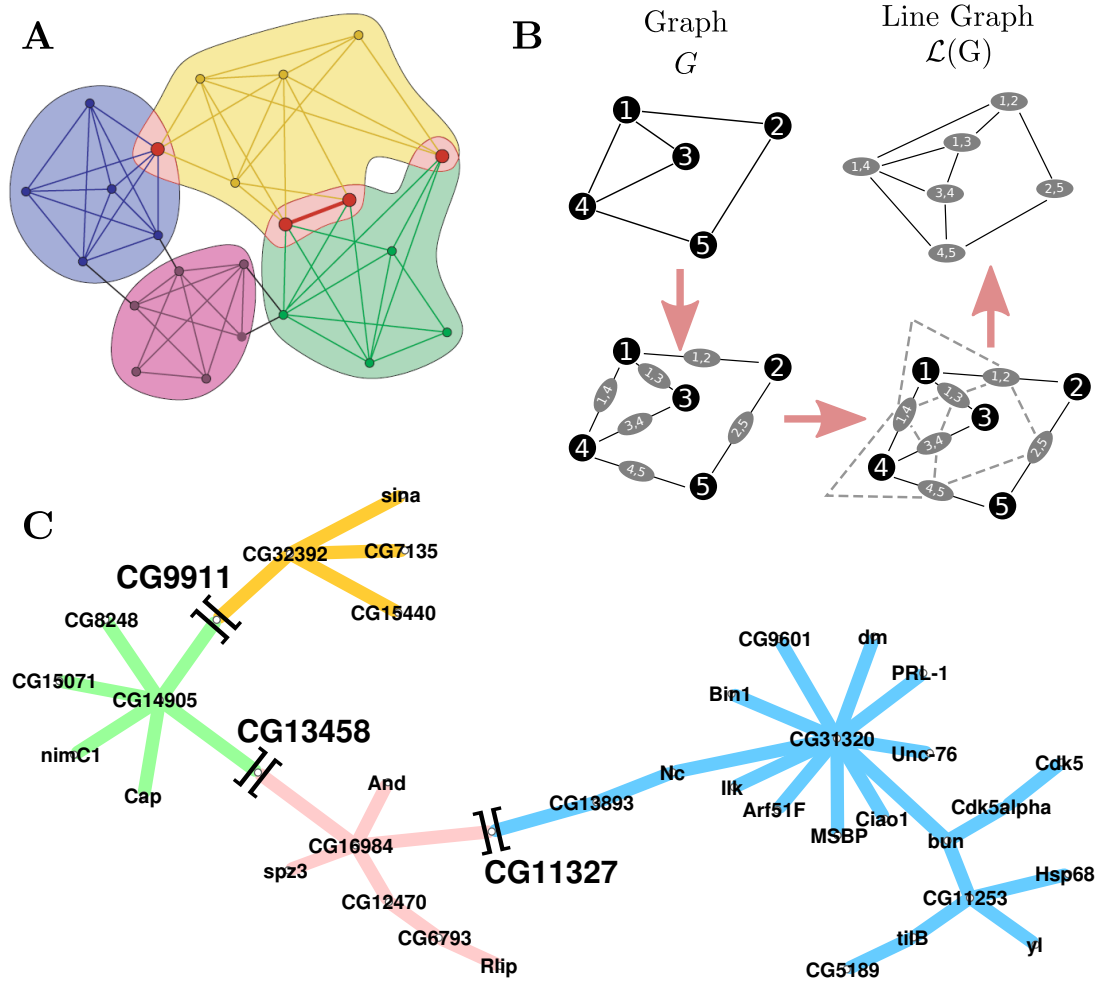 A
B
Graph
G
Line Graph
L(G)
1
2
3
4
5
1,2
1,3
1,4
3,4
2,5
4,5
1
1,2
2
1,3
1,4
3
3,4
4
2,5
4,5
5
1
1,2
2
1,3
1,4
3
3,4
2,5
4
4,5
5
C
sina
CG32392
CG7135
CG9911
CG15440
CG8248
CG15071
CG14905
nimC1
Cap
CG13458
And
CG16984
spz3
CG12470
CG6793
Rlip
CG11327
CG13893
Nc
CG9601
dm
PRL-1
Bin1
CG31320
Unc-76
Ilk
Arf51F
MSBP
Ciao1
Cdk5
Cdk5alpha
bun
Hsp68
CG11253
tilB
yl
CG5189